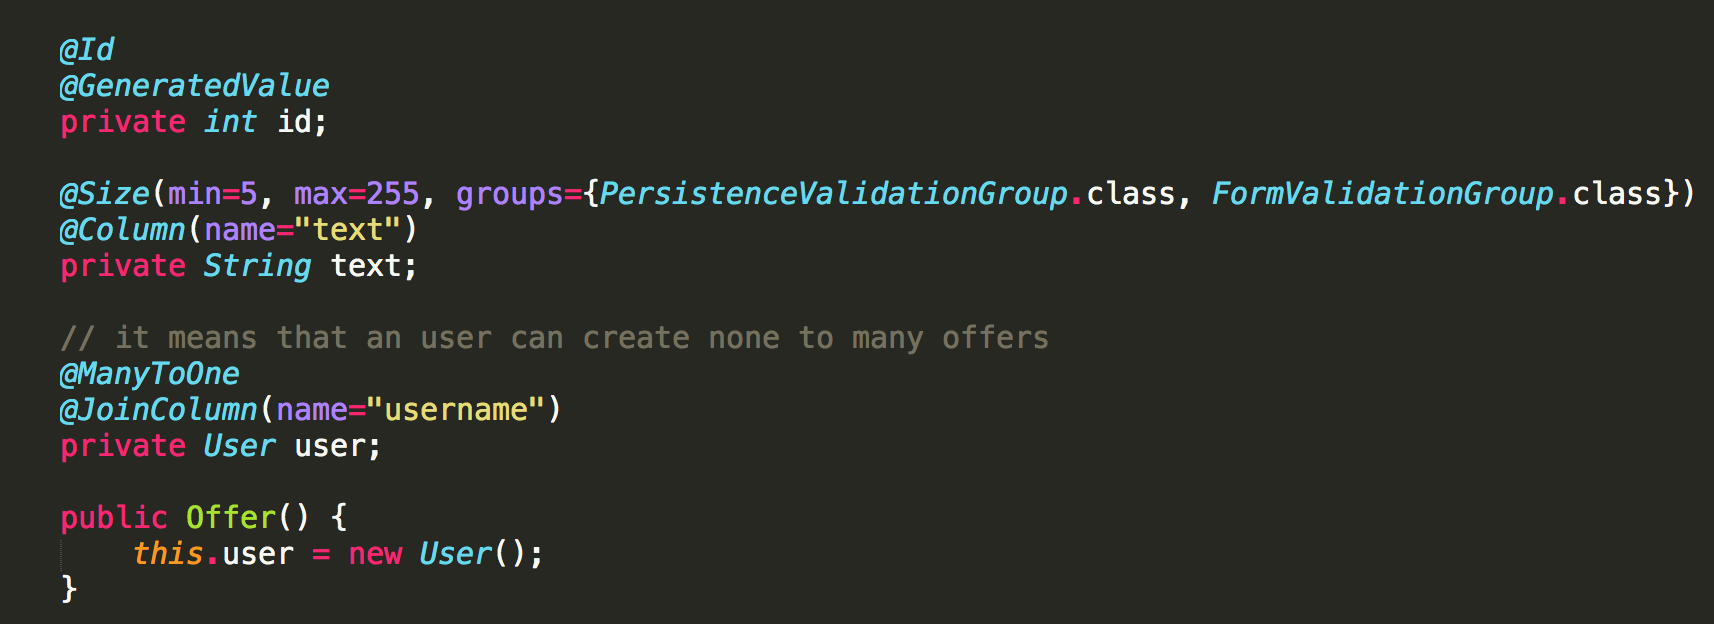 @Id
@GeneratedValue
private int id;
@Size(min=5, max=255, groups={PersistenceValidationGroup.class, FormValidationGroup.class})
@Column(name="text")
private String text;
// it means that an user can create none to many offers
@ManyToOne
@JoinColumn(name="username")
private User user;
public Offer() {
this.user = new User();
}